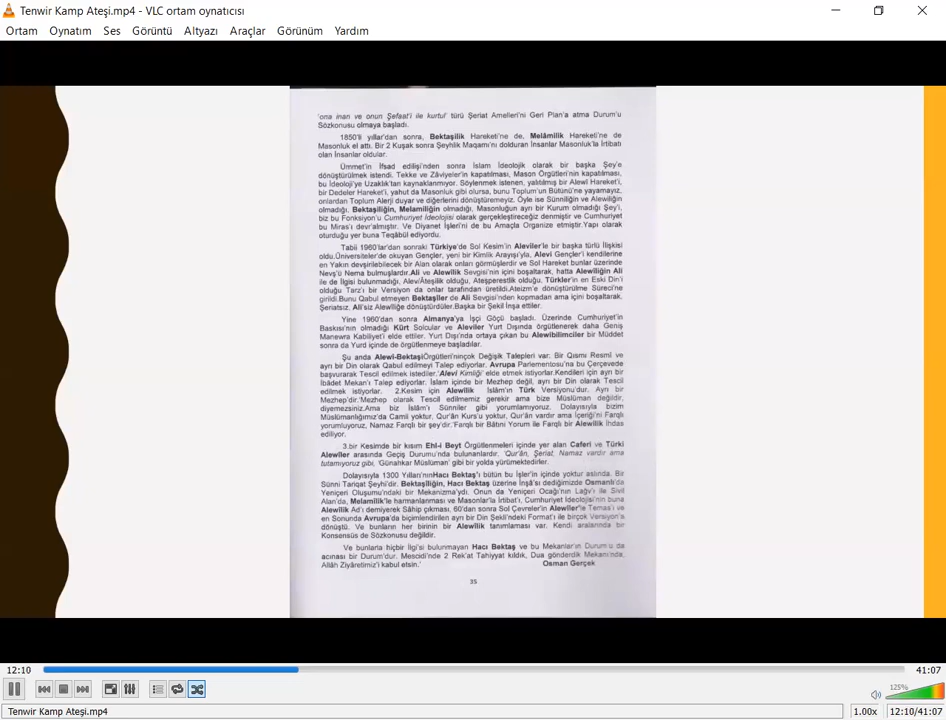 Tenwir Kamp Ateşi.mp4 - VLC ortam oynatıcısı
Ortam Oynatım Ses Görüntü Altyazı Araçlar Görünüm Yardım
'ona inan ve onun Şefaat'i ile kurtul' türü Şeriat Amelleri'ni Geri Plan'a atma Durum'u
Sözkonusu olmaya başladı.
1850'li yıllar'dan sonra, Bektaşilik Hareketi'ne de, Melâmilik Hareketi'ne de
Masonluk el attı. Bir 2 Kuşak sonra Şeyhlik Maqamı'nı dolduran İnsanlar Masonluk'la İrtibatı
olan İnsanlar oldular.
Ümmet'in İfsad edilişi'nden sonra İslam İdeolojik olarak bir başka Şey'e
dönüştürülmek istendi. Tekke ve Zâviyeler'in kapatılması, Mason Örgütleri'nin kapatılması,
bu İdeoloji'ye Uzaklık'tan kaynaklanmıyor. Söylenmek istenen, yalıtılmış bir Alewî Hareket'i,
bir Dedeler Hareket'i, yahut da Masonluk gibi olursa, bunu Toplum'un Bütünü'ne yayamayız,
onlardan Toplum Alerji duyar ve diğerlerini dönüştüremeyiz. Öyle ise Sünniliğin ve Alewiliğin
olmadığı, Bektaşiliğin, Melamiliğin olmadığı, Masonluğun ayrı bir Kurum olmadığı Şey'i,
biz bu Fonksiyon'u Cumhuriyet İdeolojisi olarak gerçekleştireceğiz denmiştir ve Cumhuriyet
bu Miras'ı devr'almıştır. Ve Diyanet İşleri'ni de bu Amaçla Organize etmiştir.Yapı olarak
oturduğu yer buna Teqâbül ediyordu.
Tabii 1960'lar'dan sonraki Türkiye'de Sol Kesim'in Aleviler'le bir başka türlü İlişkisi
oldu.Üniversiteler'de okuyan Gençler, yeni bir Kimlik Arayışı'yla, Alevi Gençler'i kendilerine
en Yakın devşirilebilecek bir Alan olarak onları görmüşlerdir ve Sol Hareket bunlar üzerinde
Nevş'ü Nema bulmuşlardır.Ali ve Alewilik Sevgisi'nin içini boşaltarak, hatta Alewiliğin Ali
ile de İlgisi bulunmadığı, Alev/Ateşilik olduğu, Ateşperestlik olduğu, Türkler'in en Eski Din'i
olduğu Tarz'ı bir Versiyon da onlar tarafından üretildi.Ateizm'e dönüştürülme Süreci'ne
girildi.Bunu Qabul etmeyen Bektaşiler de Ali Sevgisi'nden kopmadan ama içini boşaltarak,
Şeriatsız, Ali'siz Alewiliğe dönüştürdüler.Başka bir Şekil İnşa ettiler.
Yine 1960'dan sonra Almanya'ya İşçi Göçü başladı. Üzerinde Cumhuriyet'in
Baskısı'nın olmadığı Kürt Solcular ve Aleviler Yurt Dışında örgütlenerek daha Geniş
Manewra Kabiliyet'i elde ettiler. Yurt Dışı'nda ortaya çıkan bu Alewibilinciler bir Müddet
sonra da Yurd içinde de örgütlenmeye başladılar.
Şu anda Alewi-BektaşiÖrgütleri'ninçok Değişik Talepleri var. Bir Qısmı Resmî ve
ayrı bir Din olarak Qabul edilmeyi Talep ediyorlar. Avrupa Parlementosu'na bu Çerçevede
başvurarak Tescil edilmek istediler.'Alevi Kimliği' elde etmek istiyorlar.Kendileri için ayrı bir
İbâdet Mekan'ı Talep ediyorlar. İslam içinde bir Mezhep değil, ayrı bir Din olarak Tescil
edilmek istiyorlar. 2.Kesim için Alewilik İslâm'ın Türk Versiyonu'dur. Ayrı bir
Mezhep'dir.'Mezhep olarak Tescil edilmemiz gerekir ama bize Müslüman değildir,
diyemezsiniz.Ama biz İslâm'ı Sünniler gibi yorumlamıyoruz. Dolayısıyla bizim
Müslümanlığımız'da Camii yoktur, Qur'ân Kurs'u yoktur, Qur'ân vardır ama İçeriği'ni Farqlı
yorumluyoruz, Namaz Farqlı bir şey'dir.'Farqlı bir Bâtıni Yorum ile Farqlı bir Alewilik İhdas
ediliyor.
3.bir Kesimde bir kısım Ehl-i Beyt Örgütlenmeleri içinde yer alan Caferi ve Türki
Alewiler arasında Geçiş Durumu'nda bulunanlardır. 'Qur'ân, Şeriat, Namaz vardır ama
tutamıyoruz gibi, 'Günahkar Müslüman' gibi bir yolda yürümektedirler.
Dolayısıyla 1300 Yılları'nınHacı Bektaş'ı bütün bu İşler'in içinde yoktur aslında. Bir
Sünni Tariqat Şeyhi'dir. Bektaşiliğin, Hacı Bektaş üzerine İnşâ'sı dediğimizde Osmanlı'da
Yeniçeri Oluşumu'ndaki bir Mekanizma'ydı. Onun da Yeniçeri Ocağı'nın Lağv'ı ile Sivil
Alan'da, Melamilik'le harmanlanması ve Masonlar'la İrtibat'ı, Cumhuriyet İdeolojisi'nin buna
Alewilik Ad'ı demiyerek Sâhip çıkması, 60'dan sonra Sol Çevreler'in Alewiler'le Temas'ı ve
en Sonunda Avrupa'da biçimlendirilen ayrı bir Din Şekli'ndeki Format'ı ile birçok Versiyon'a
dönüştü. Ve bunların her birinin bir Alewilik tanımlaması var. Kendi aralarında bir
Konsensüs de Sözkonusu değildir.
Ve bunlarla hiçbir İlgi'si bulunmayan Hacı Bektaş ve bu Mekanlar'ın Durum'u da
acınası bir Durum'dur. Mescidi'nde 2 Rek'at Tahiyyat kıldık, Dua gönderdik Mekanı'nda,
Allâh Ziyâretimiz'i kabul etsin.'
Osman Gerçek
35
12:10
41:07
125%
Tenwir Kamp Ateşi.mp4
1.00x
12:10/41:07